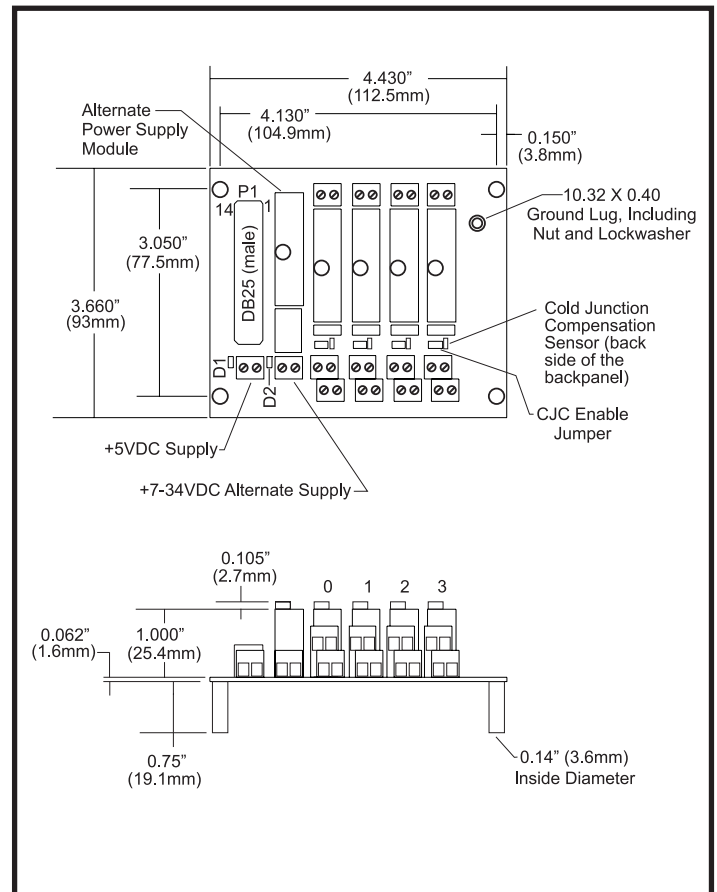 4.430”
(112.5mm)
Alternate
Power Supply
Module
4.130”
(104.9mm)
0.150”
(3.8mm)
P1
14
1
DB25 (male)
10.32 X 0.40
Ground Lug, Including
Nut and Lockwasher
3.050”
(77.5mm)
3.660”
(93mm)
Cold Junction
Compensation
Sensor (back
side of the
backpanel)
D1
D2
CJC Enable
Jumper
+5VDC Supply
+7-34VDC Alternate Supply
0.105”
(2.7mm)
0 1 2 3
0.062”
(1.6mm)
1.000”
(25.4mm)
0.75”
(19.1mm)
0.14” (3.6mm)
Inside Diameter